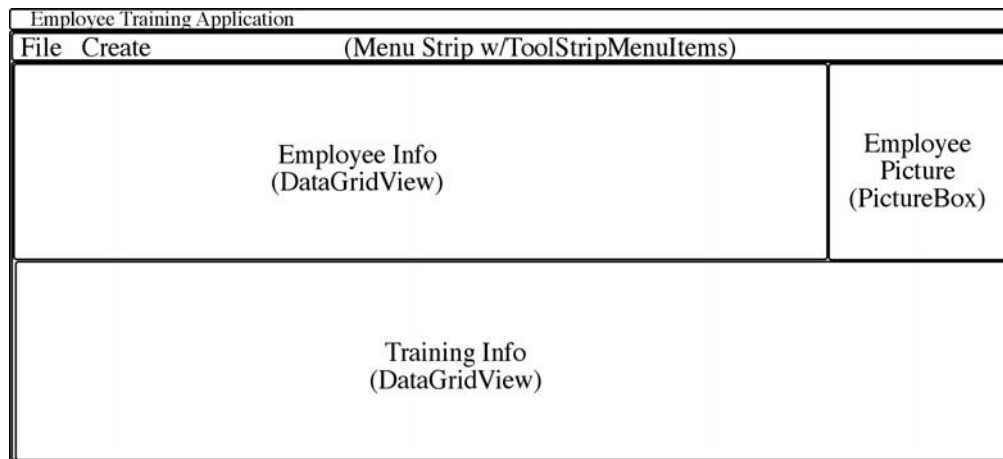 Employee Training Application
File Create (Menu Strip w/ToolStripMenuItems)
Employee Info
(DataGridView)
Employee
Picture
(PictureBox)
Training Info
(DataGridView)